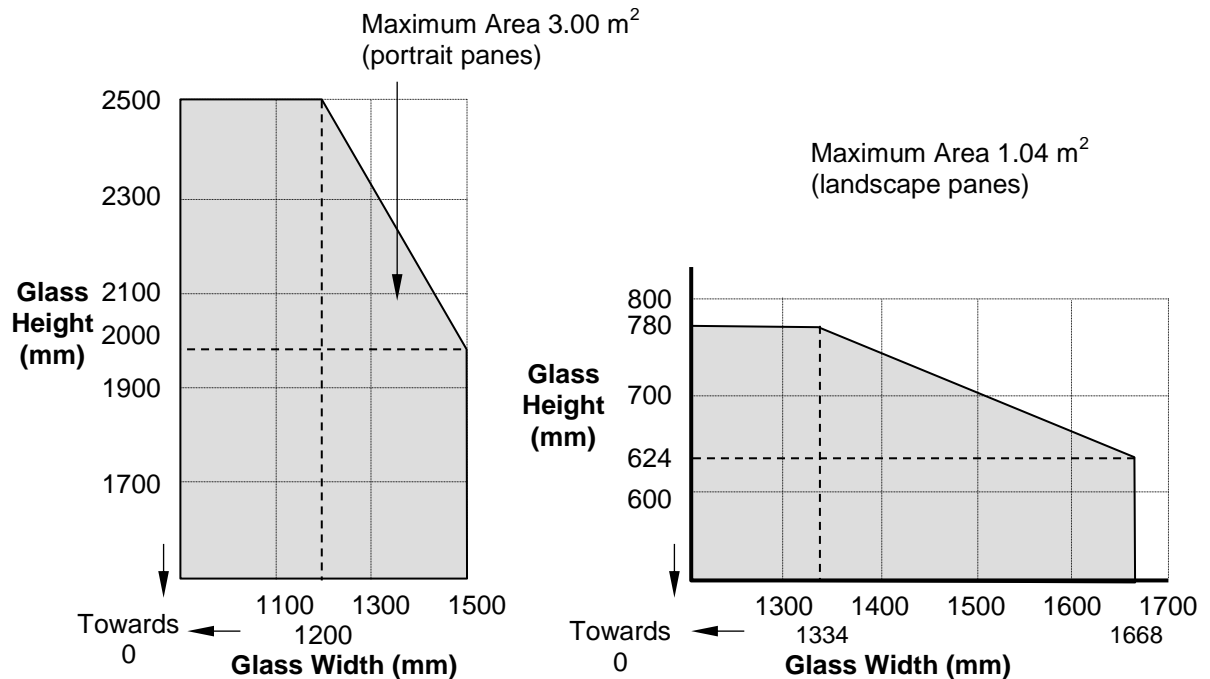 Maximum Area 3.00 m²
(portrait panes)
2500
2300
2100
2000
1900
1700
Glass
Height
(mm)
Towards
0
1100 1300 1500
1200
Glass Width (mm)
Maximum Area 1.04 m²
(landscape panes)
800
780
700
624
600
Glass
Height
(mm)
Towards
0
1300 1400 1500 1600 1700
1334 1668
Glass Width (mm)